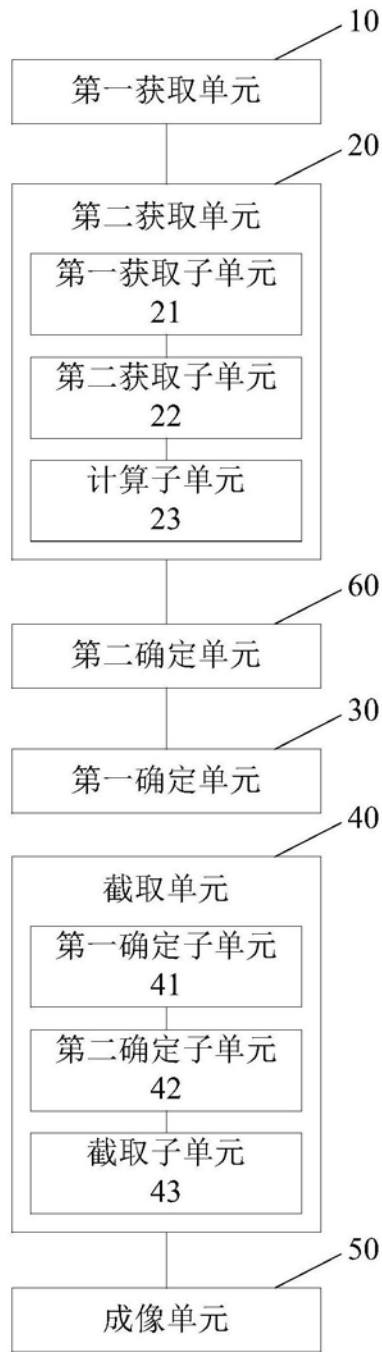 10
第一获取单元
20
第二获取单元
第一获取子单元
21
第二获取子单元
22
计算子单元
23
60
第二确定单元
30
第一确定单元
40
截取单元
第一确定子单元
41
第二确定子单元
42
截取子单元
43
50
成像单元